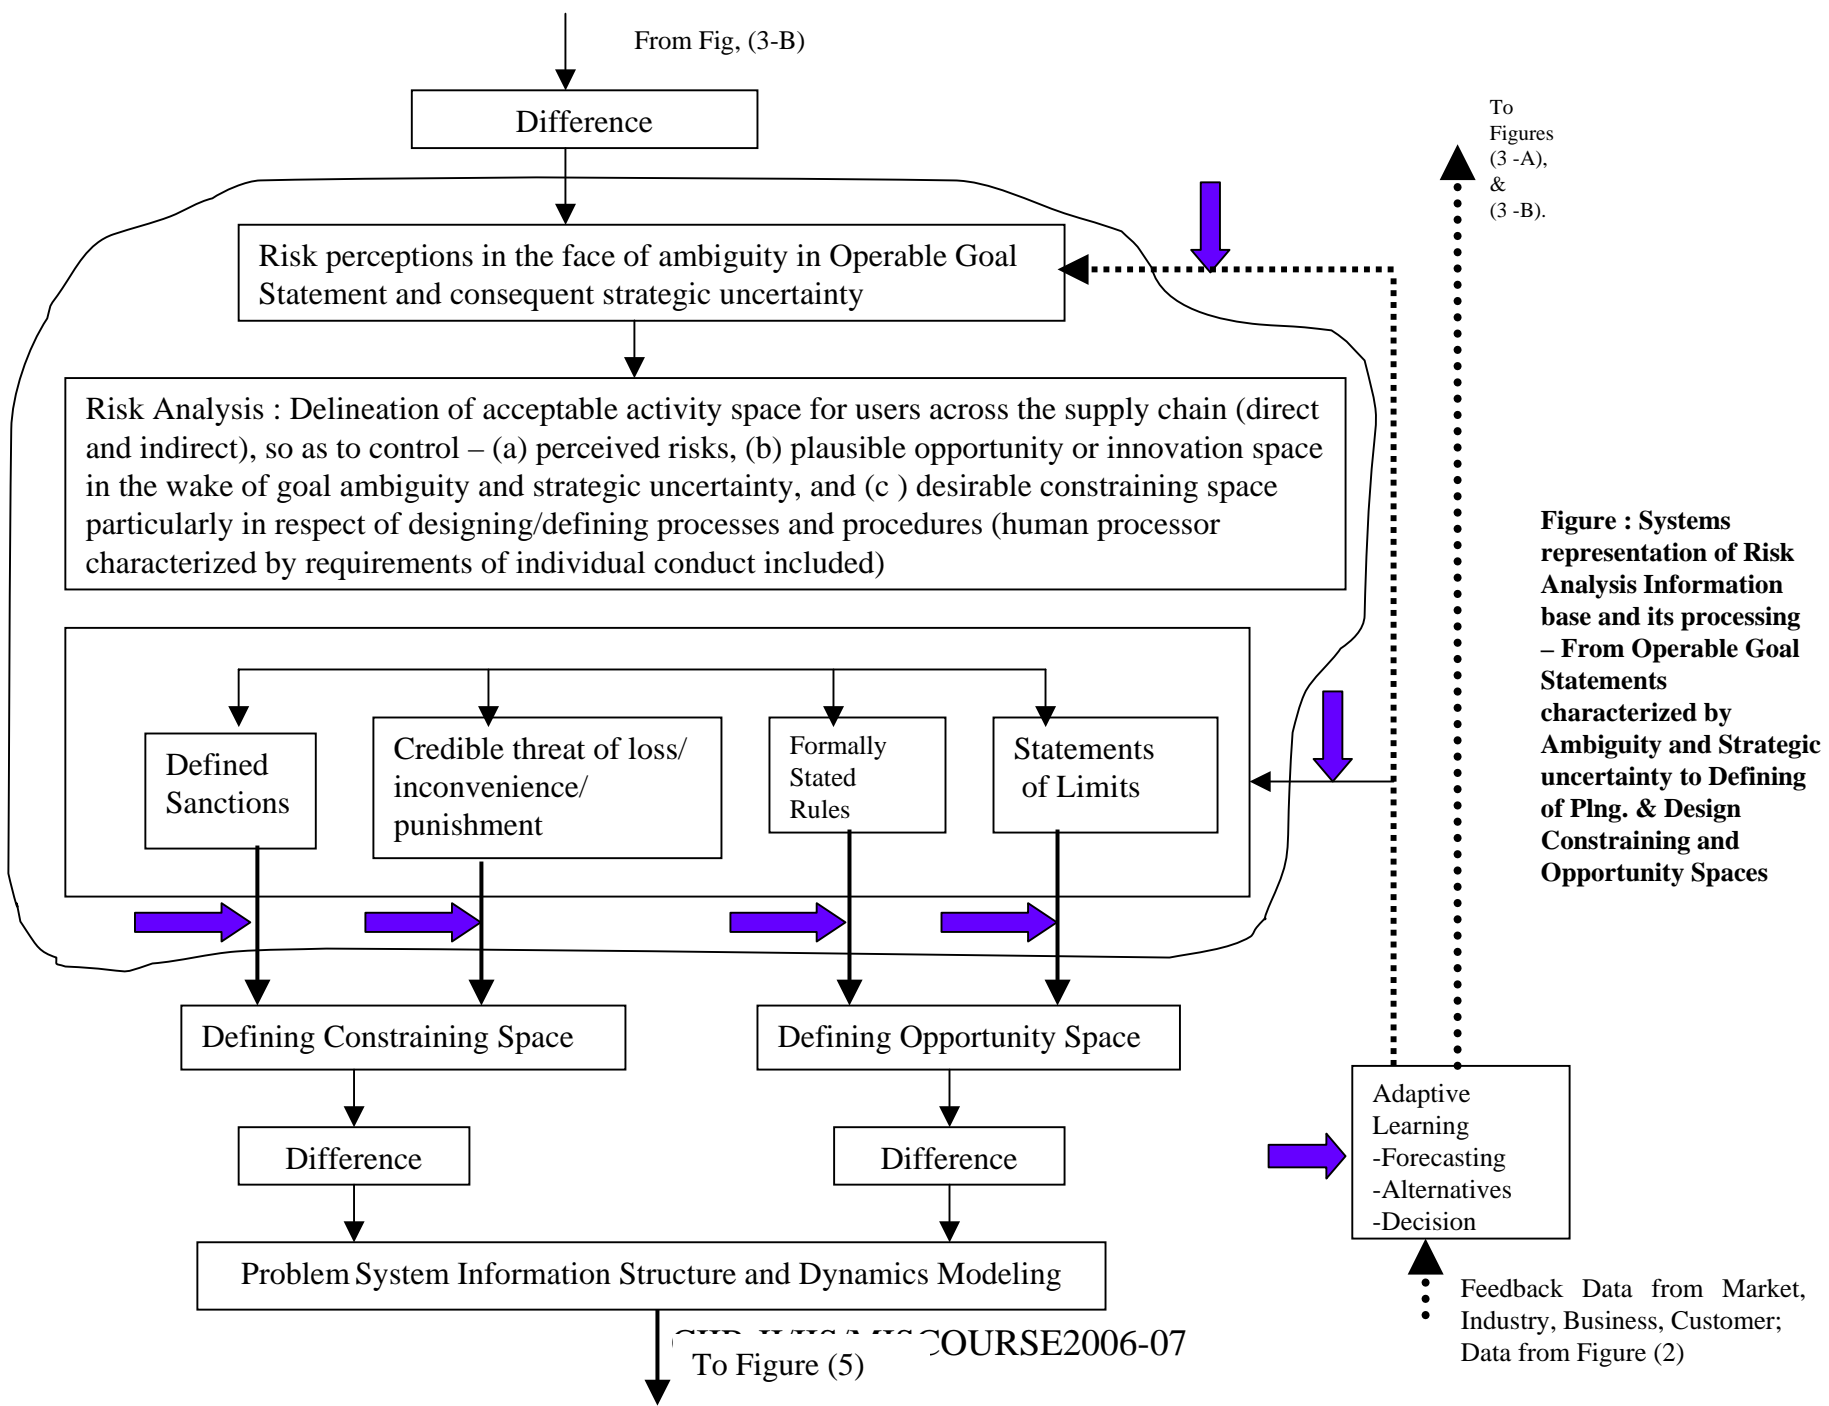 From Fig, (3-B)
Difference
To
Figures
(3 -A),
&
(3 -B).
Risk perceptions in the face of ambiguity in Operable Goal
Statement and consequent strategic uncertainty
Risk Analysis : Delineation of acceptable activity space for users across the supply chain (direct
and indirect), so as to control – (a) perceived risks, (b) plausible opportunity or innovation space
in the wake of goal ambiguity and strategic uncertainty, and (c ) desirable constraining space
particularly in respect of designing/defining processes and procedures (human processor
characterized by requirements of individual conduct included)
Figure : Systems
representation of Risk
Analysis Information
base and its processing
– From Operable Goal
Statements
characterized by
Ambiguity and Strategic
uncertainty to Defining
of Plng. & Design
Constraining and
Opportunity Spaces
Defined
Sanctions
Credible threat of loss/
inconvenience/
punishment
Formally
Stated
Rules
Statements
of Limits
Defining Constraining Space
Defining Opportunity Space
Difference
Difference
Adaptive
Learning
-Forecasting
-Alternatives
-Decision
Problem System Information Structure and Dynamics Modeling
Feedback Data from Market,
Industry, Business, Customer;
Data from Figure (2)
COURSE2006-07
To Figure (5)